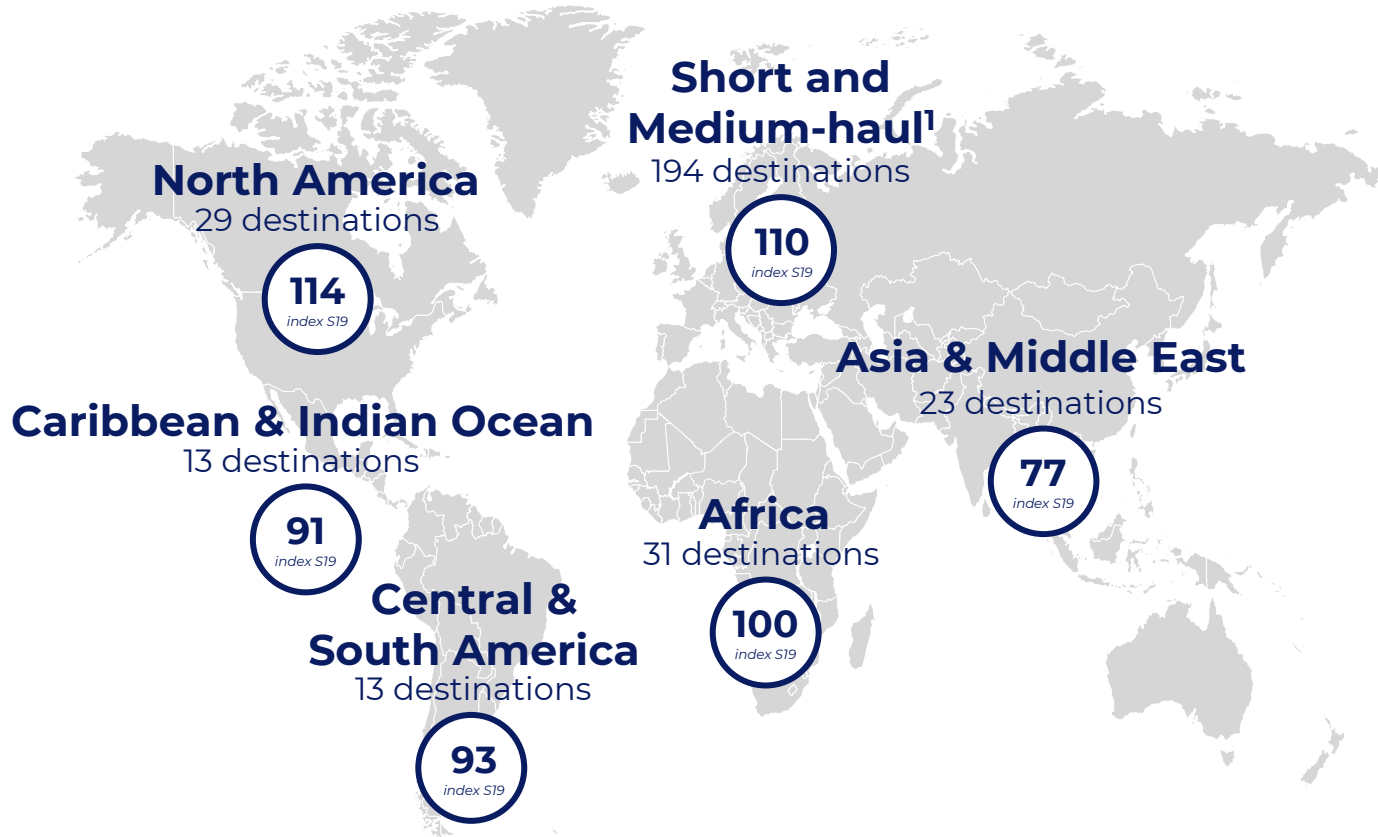 Short and
Medium-haul¹
194 destinations
110
index S19
North America
29 destinations
114
index S19
Asia & Middle East
23 destinations
77
index S19
Caribbean & Indian Ocean
13 destinations
91
index S19
Africa
31 destinations
100
index S19
Central &
South America
13 destinations
93
index S19